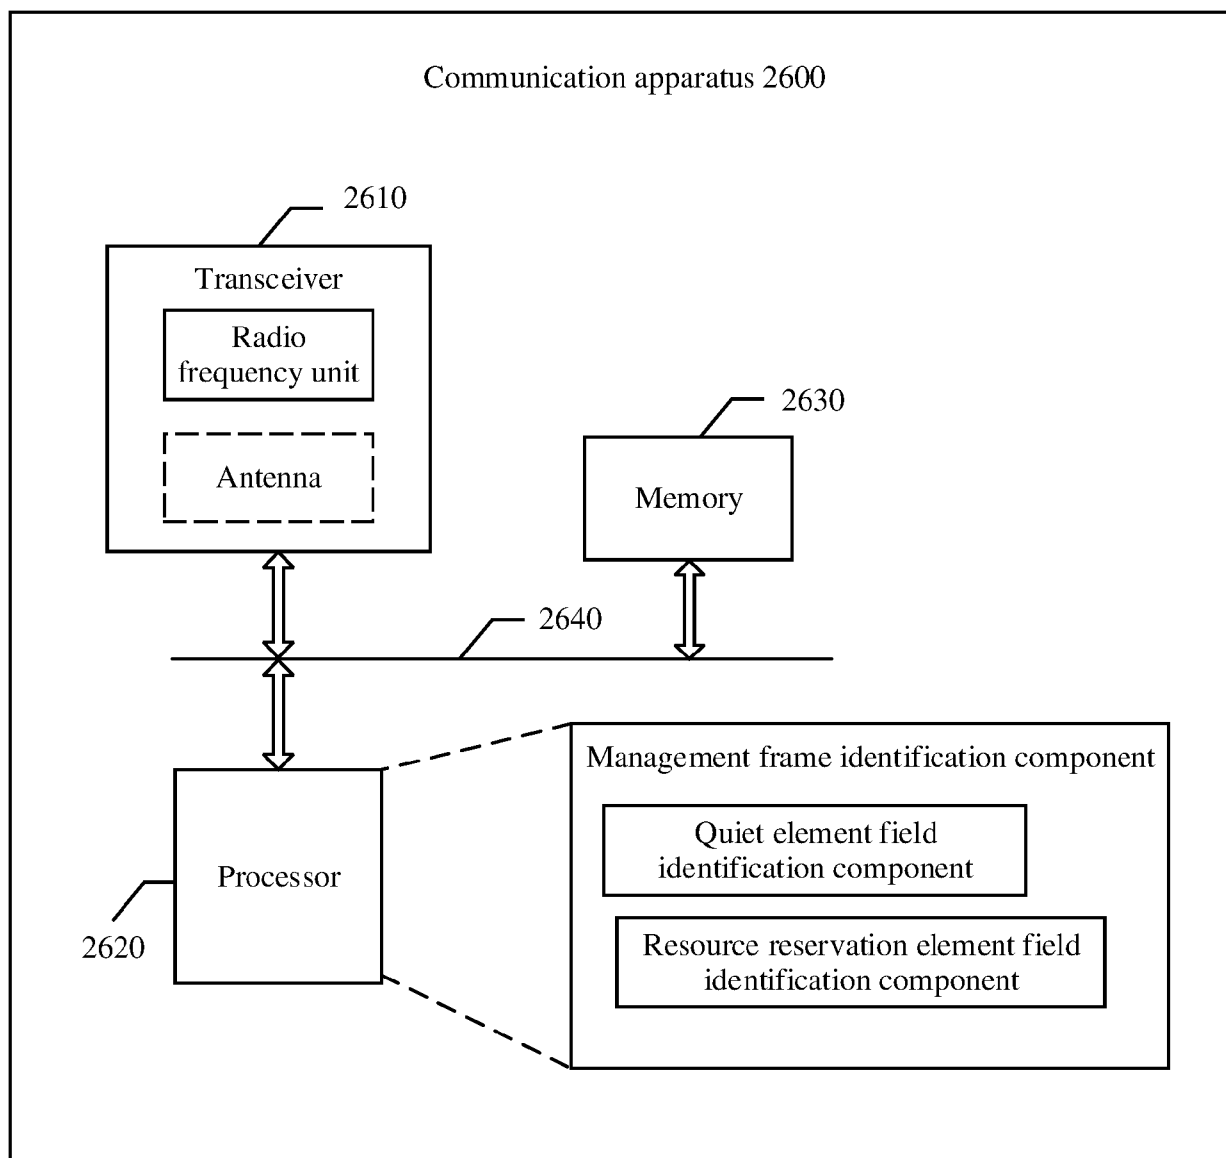 Communication apparatus 2600
2610
Transceiver
Radio
frequency unit
Antenna
2630
Memory
2640
Processor
2620
Management frame identification component
Quiet element field
identification component
Resource reservation element field
identification component